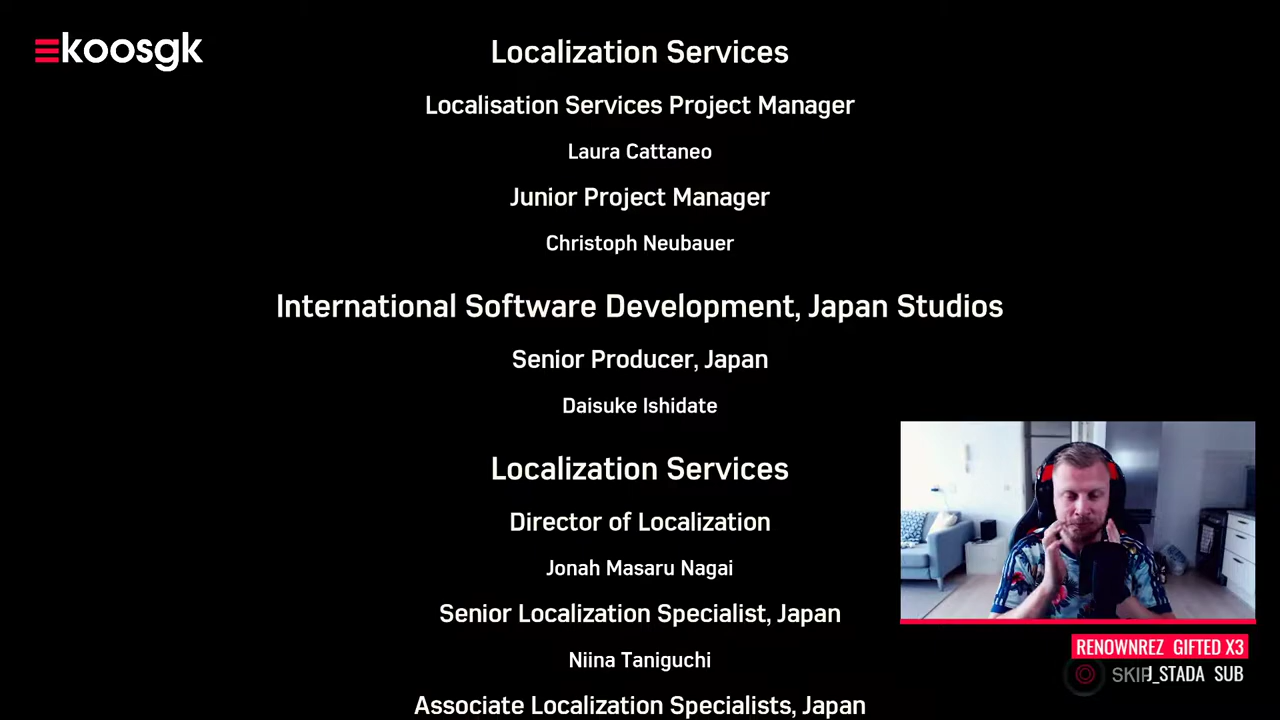 koosgk
Localization Services
Localisation Services Project Manager
Laura Cattaneo
Junior Project Manager
Christoph Neubauer
International Software Development, Japan Studios
Senior Producer, Japan
Daisuke Ishidate
Localization Services
Director of Localization
Jonah Masaru Nagai
Senior Localization Specialist, Japan
Niina Taniguchi
Associate Localization Specialists, Japan
RENOWNREZ GIFTED X3
SKIP
J_STADA SUB